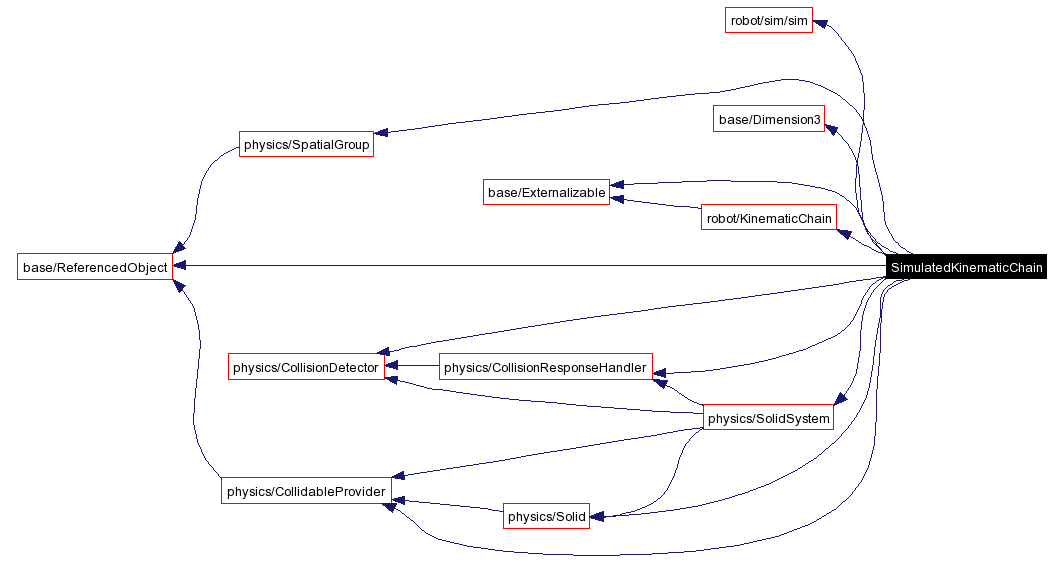 robot/sim/sim
base/Dimension3
physics/SpatialGroup
base/Externalizable
robot/KinematicChain
base/ReferencedObject
SimulatedKinematicChain
physics/CollisionDetector
physics/CollisionResponseHandler
physics/SolidSystem
physics/CollidableProvider
physics/Solid